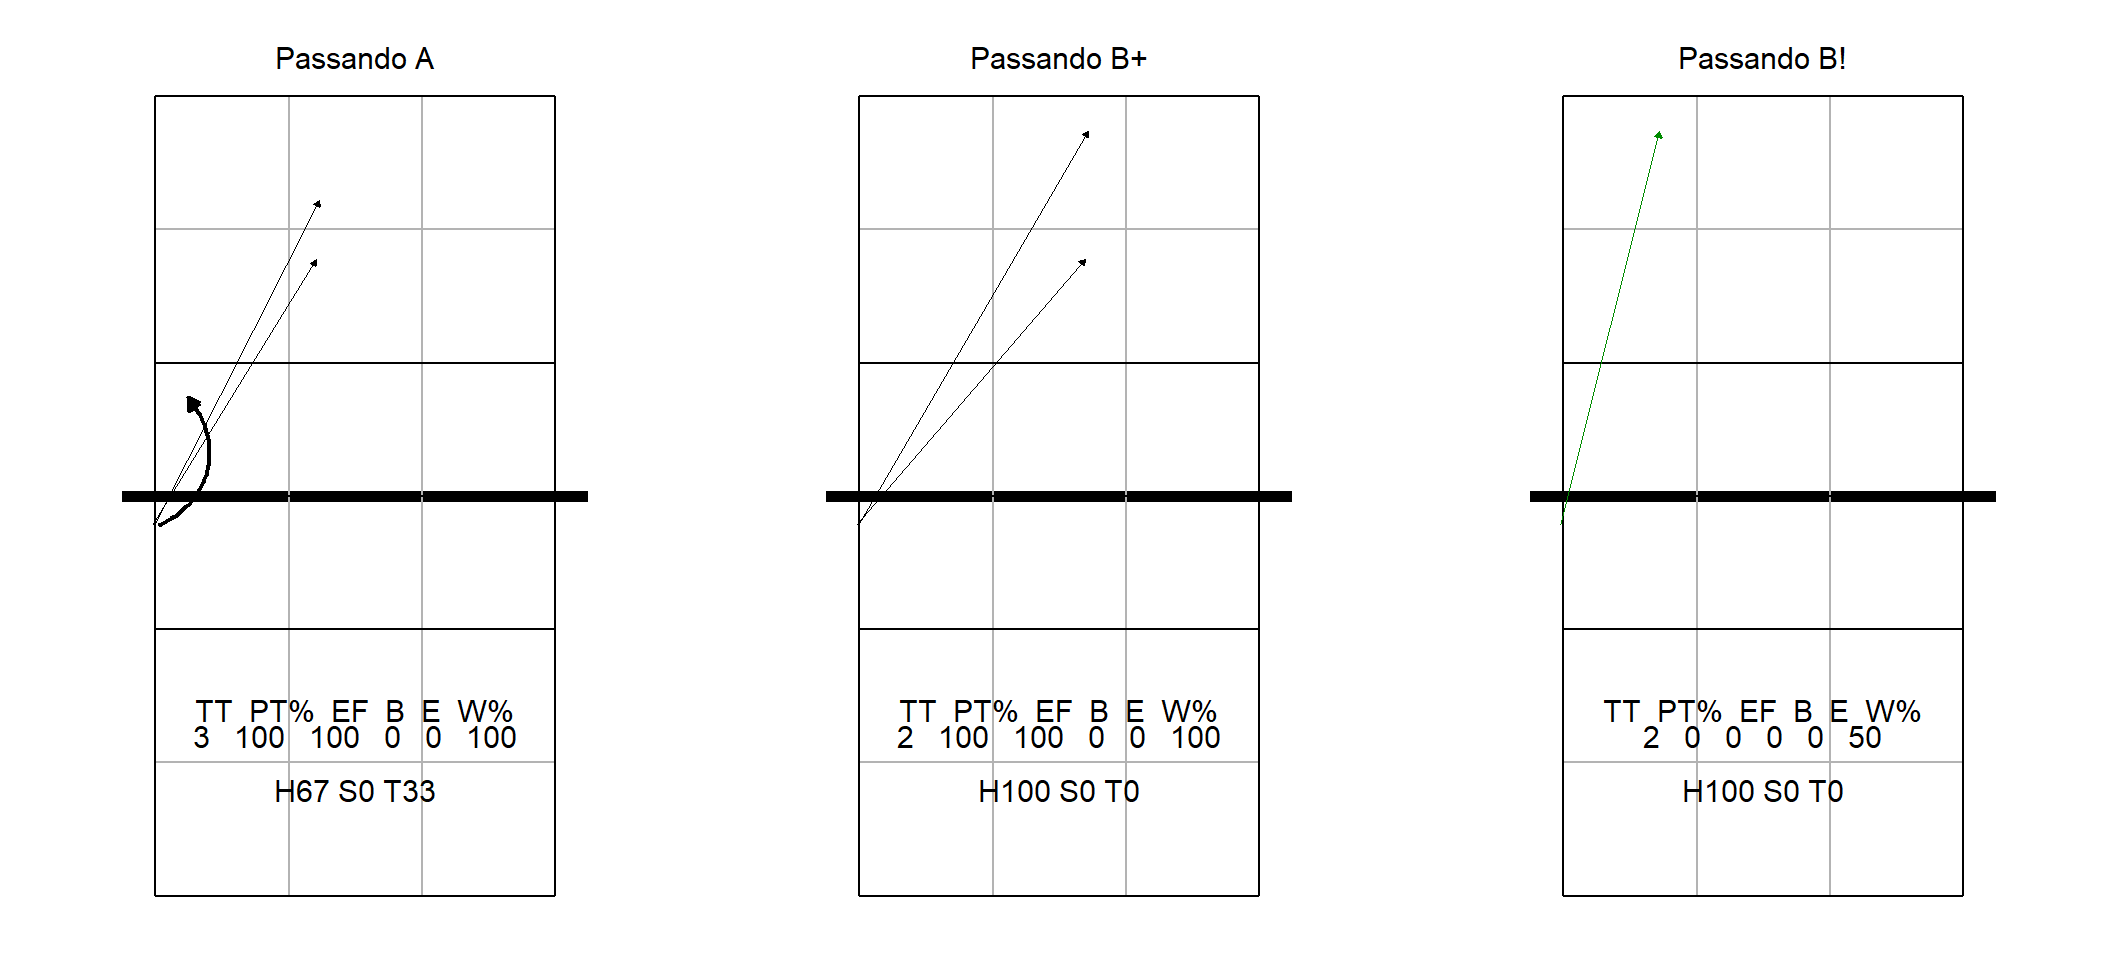 Passando A
TT PT% EF B E W%
3 100 100 0 0 100
H67 S0 T33
Passando B+
TT PT% EF B E W%
2 100 100 0 0 100
H100 S0 T0
Passando B!
TT PT% EF B E W%
2 0 0 0 0 50
H100 S0 T0